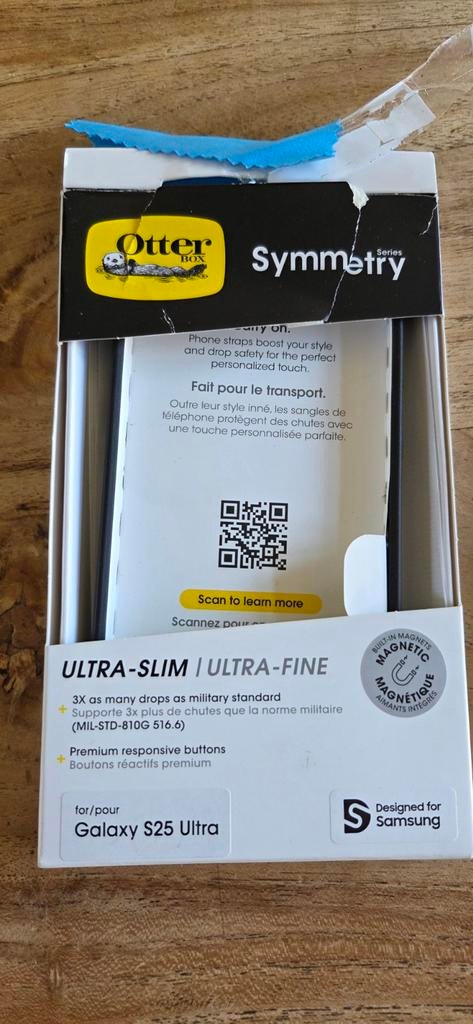 Otter
BOX
Symmetry
Series
carry on.
Phone straps boost your style
and drop safety for the perfect
personalized touch.
Fait pour le transport.
Outre leur style inné, les sangles de
téléphone protègent des chutes avec
une touche personnalisée parfaite.
Scan to learn more
Scannez pour
ULTRA-SLIM | ULTRA-FINE
BUILT-IN MAGNETS
MAGNETIC
MAGNÉTIQUE
AIMANTS INTÉGRÉS
+ 3X as many drops as military standard
Supporte 3x plus de chutes que la norme militaire
(MIL-STD-810G 516.6)
+ Premium responsive buttons
Boutons réactifs premium
for/pour
Galaxy S25 Ultra
Designed for
Samsung